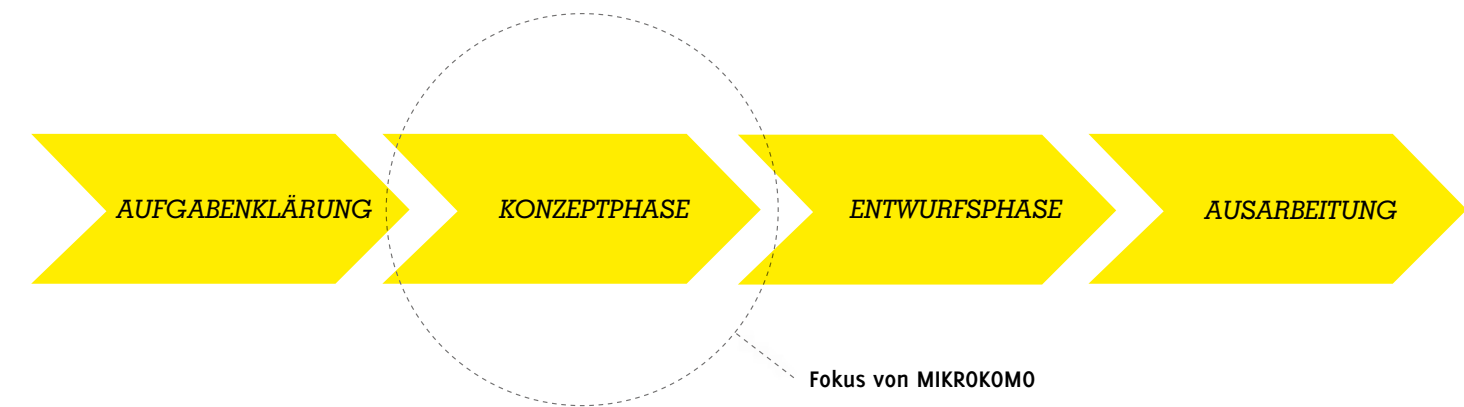 AUFGABENKLÄRUNG
KONZEPTPHASE
ENTWURFSPHASE
AUSARBEITUNG
Fokus von MIKROKOMO